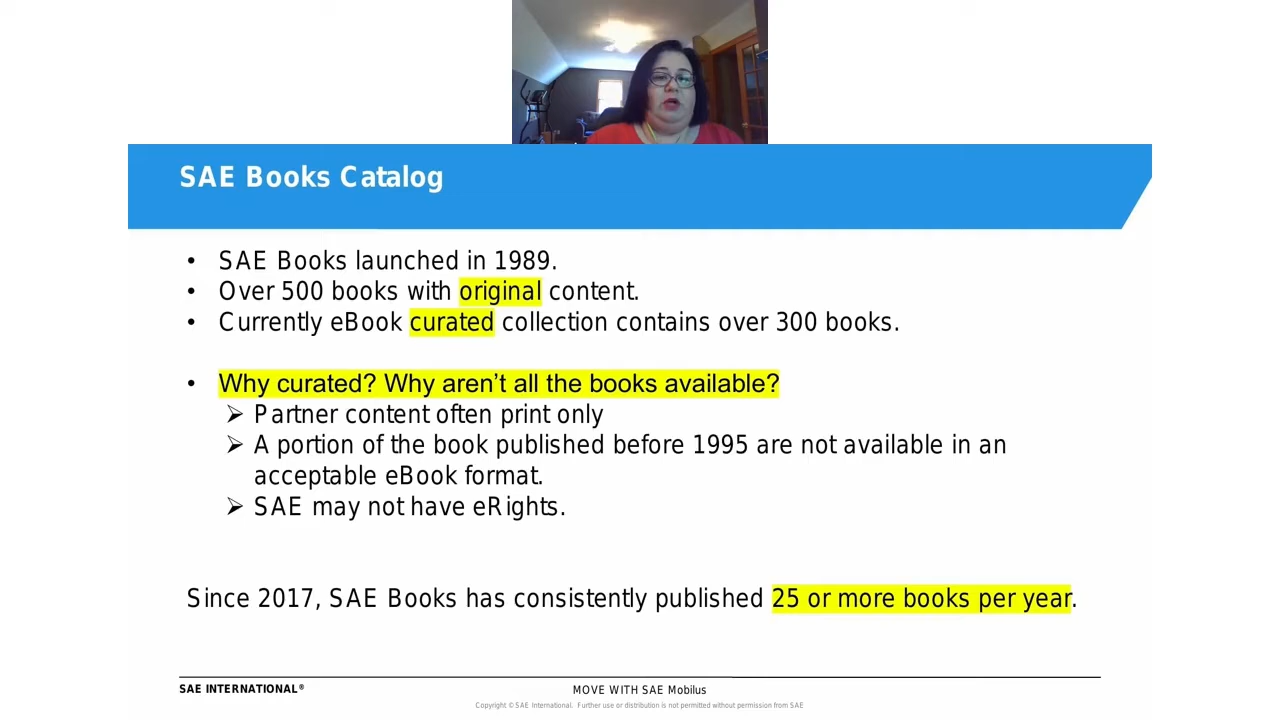 SAE Books Catalog
• SAE Books launched in 1989.
• Over 500 books with original content.
• Currently eBook curated collection contains over 300 books.
• Why curated? Why aren’t all the books available?
➢ Partner content often print only
➢ A portion of the book published before 1995 are not available in an
acceptable eBook format.
➢ SAE may not have eRights.
Since 2017, SAE Books has consistently published 25 or more books per year.
SAE INTERNATIONAL®
MOVE WITH SAE Mobilus
Copyright © SAE International. Further use or distribution is not permitted without permission from SAE